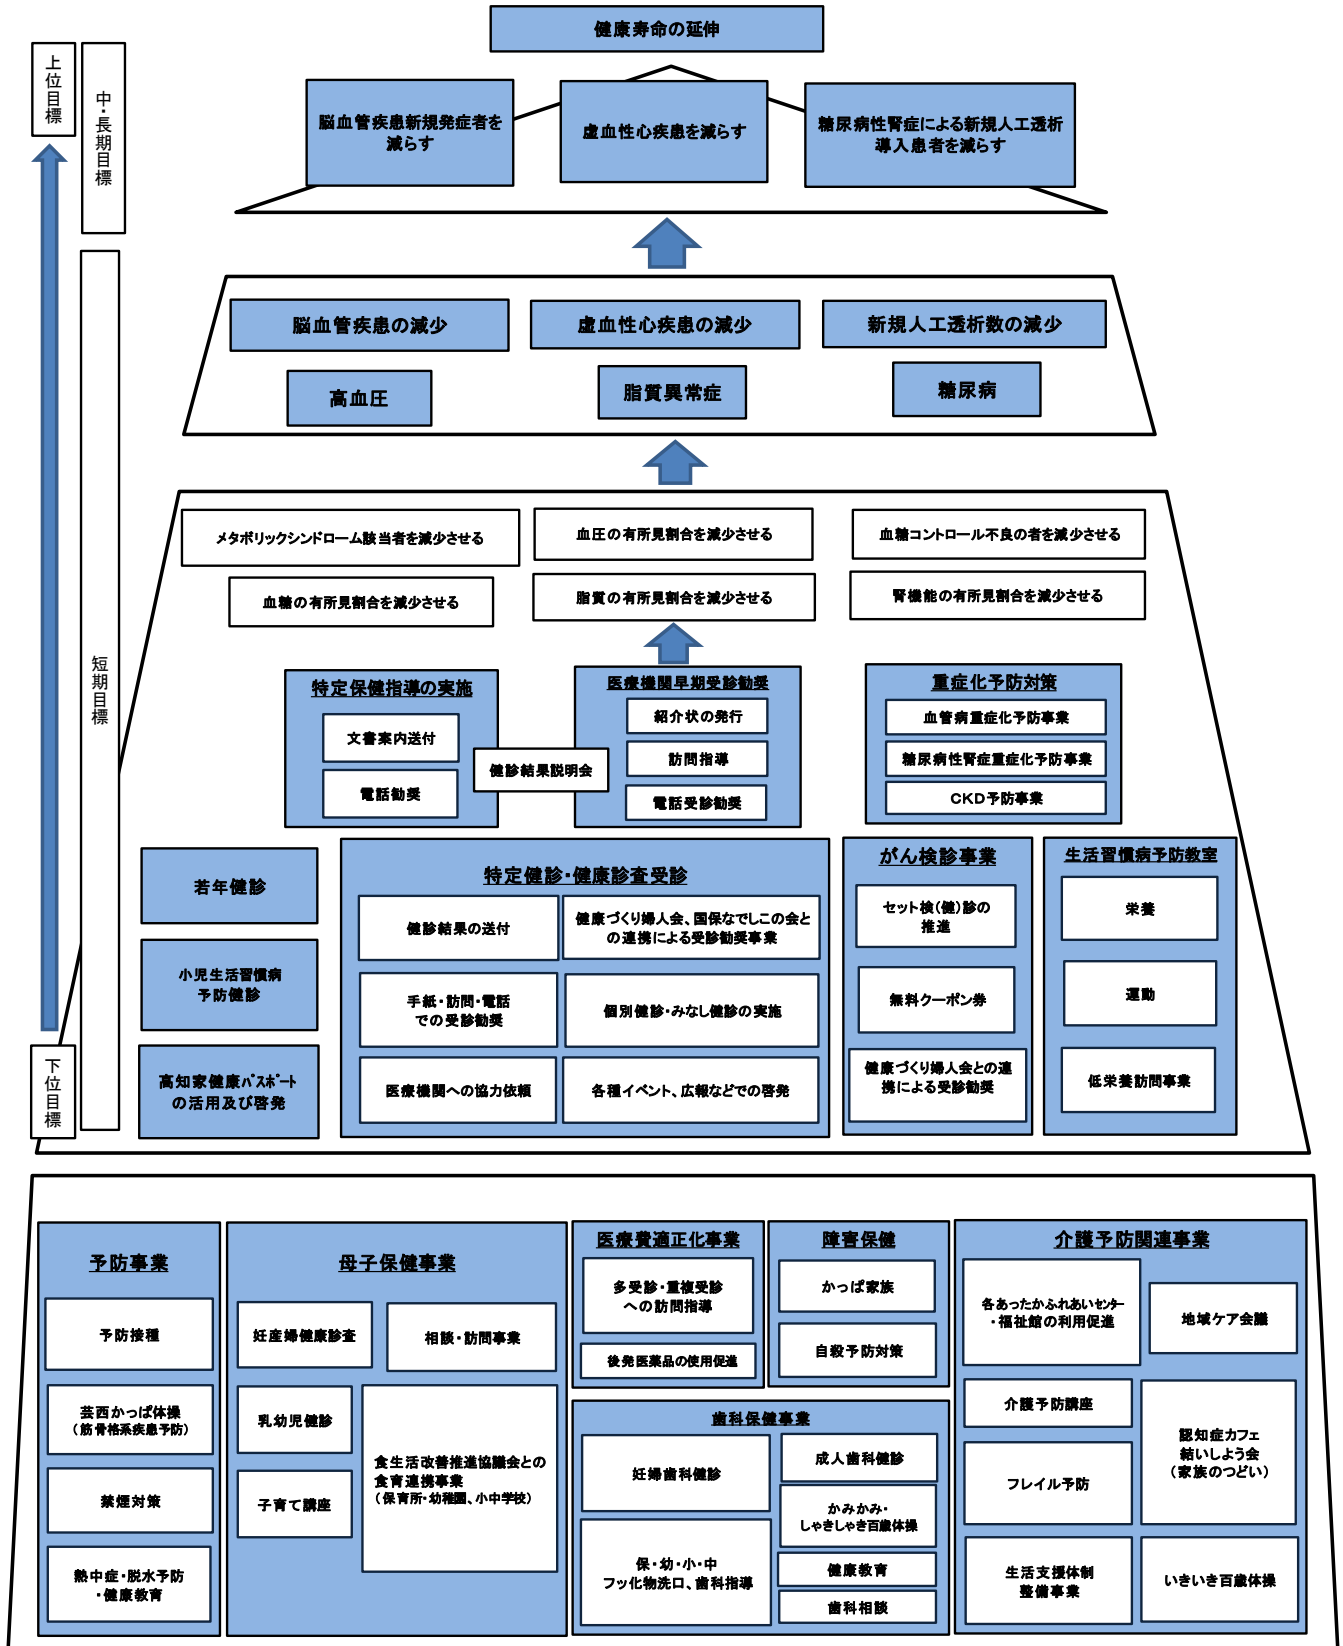 健康寿命の延伸
上位目標
中・長期目標
脳血管疾患新規発症者を
減らす
虚血性心疾患を減らす
糖尿病性腎症による新規人工透析
導入患者を減らす
脳血管疾患の減少
虚血性心疾患の減少
新規人工透析数の減少
高血圧
脂質異常症
糖尿病
短期目標
メタボリックシンドローム該当者を減少させる
血圧の有所見割合を減少させる
血糖コントロール不良の者を減少させる
血糖の有所見割合を減少させる
脂質の有所見割合を減少させる
腎機能の有所見割合を減少させる
特定保健指導の実施
文書案内送付
電話勧奨
健診結果説明会
医療機関早期受診勧奨
紹介状の発行
訪問指導
電話受診勧奨
重症化予防対策
血管病重症化予防事業
糖尿病性腎症重症化予防事業
CKD予防事業
若年健診
小児生活習慣病
予防健診
高知家健康パスポート
の活用及び啓発
下位目標
特定健診・健康診査受診
健診結果の送付
健康づくり婦人会、国保なでしこの会と
の連携による受診勧奨事業
手紙・訪問・電話
での受診勧奨
個別健診・みなし健診の実施
医療機関への協力依頼
各種イベント、広報などでの啓発
がん検診事業
セット検(健)診の
推進
無料クーポン券
健康づくり婦人会との連
携による受診勧奨
生活習慣病予防教室
栄養
運動
低栄養訪問事業
予防事業
予防接種
芸西かっぱ体操
(筋骨格系疾患予防)
禁煙対策
熱中症・脱水予防
・健康教育
母子保健事業
妊産婦健康診査
相談・訪問事業
乳幼児健診
子育て講座
食生活改善推進協議会との
食育連携事業
(保育所・幼稚園、小中学校)
医療費適正化事業
多受診・重複受診
への訪問指導
後発医薬品の使用促進
障害保健
かっぱ家族
自殺予防対策
歯科保健事業
妊婦歯科健診
成人歯科健診
かみかみ・
しゃきしゃき百歳体操
保・幼・小・中
フッ化物洗口、歯科指導
健康教育
歯科相談
介護予防関連事業
各あったかふれあいセンター
・福祉館の利用促進
地域ケア会議
介護予防講座
認知症カフェ
結いしよう会
(家族のつどい)
フレイル予防
生活支援体制
整備事業
いきいき百歳体操